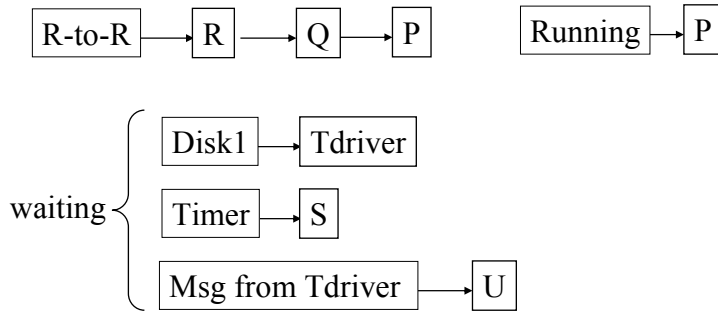 R-to-R R Q P Running P
Disk1 Tdriver
waiting
Timer S
Msg from Tdriver U